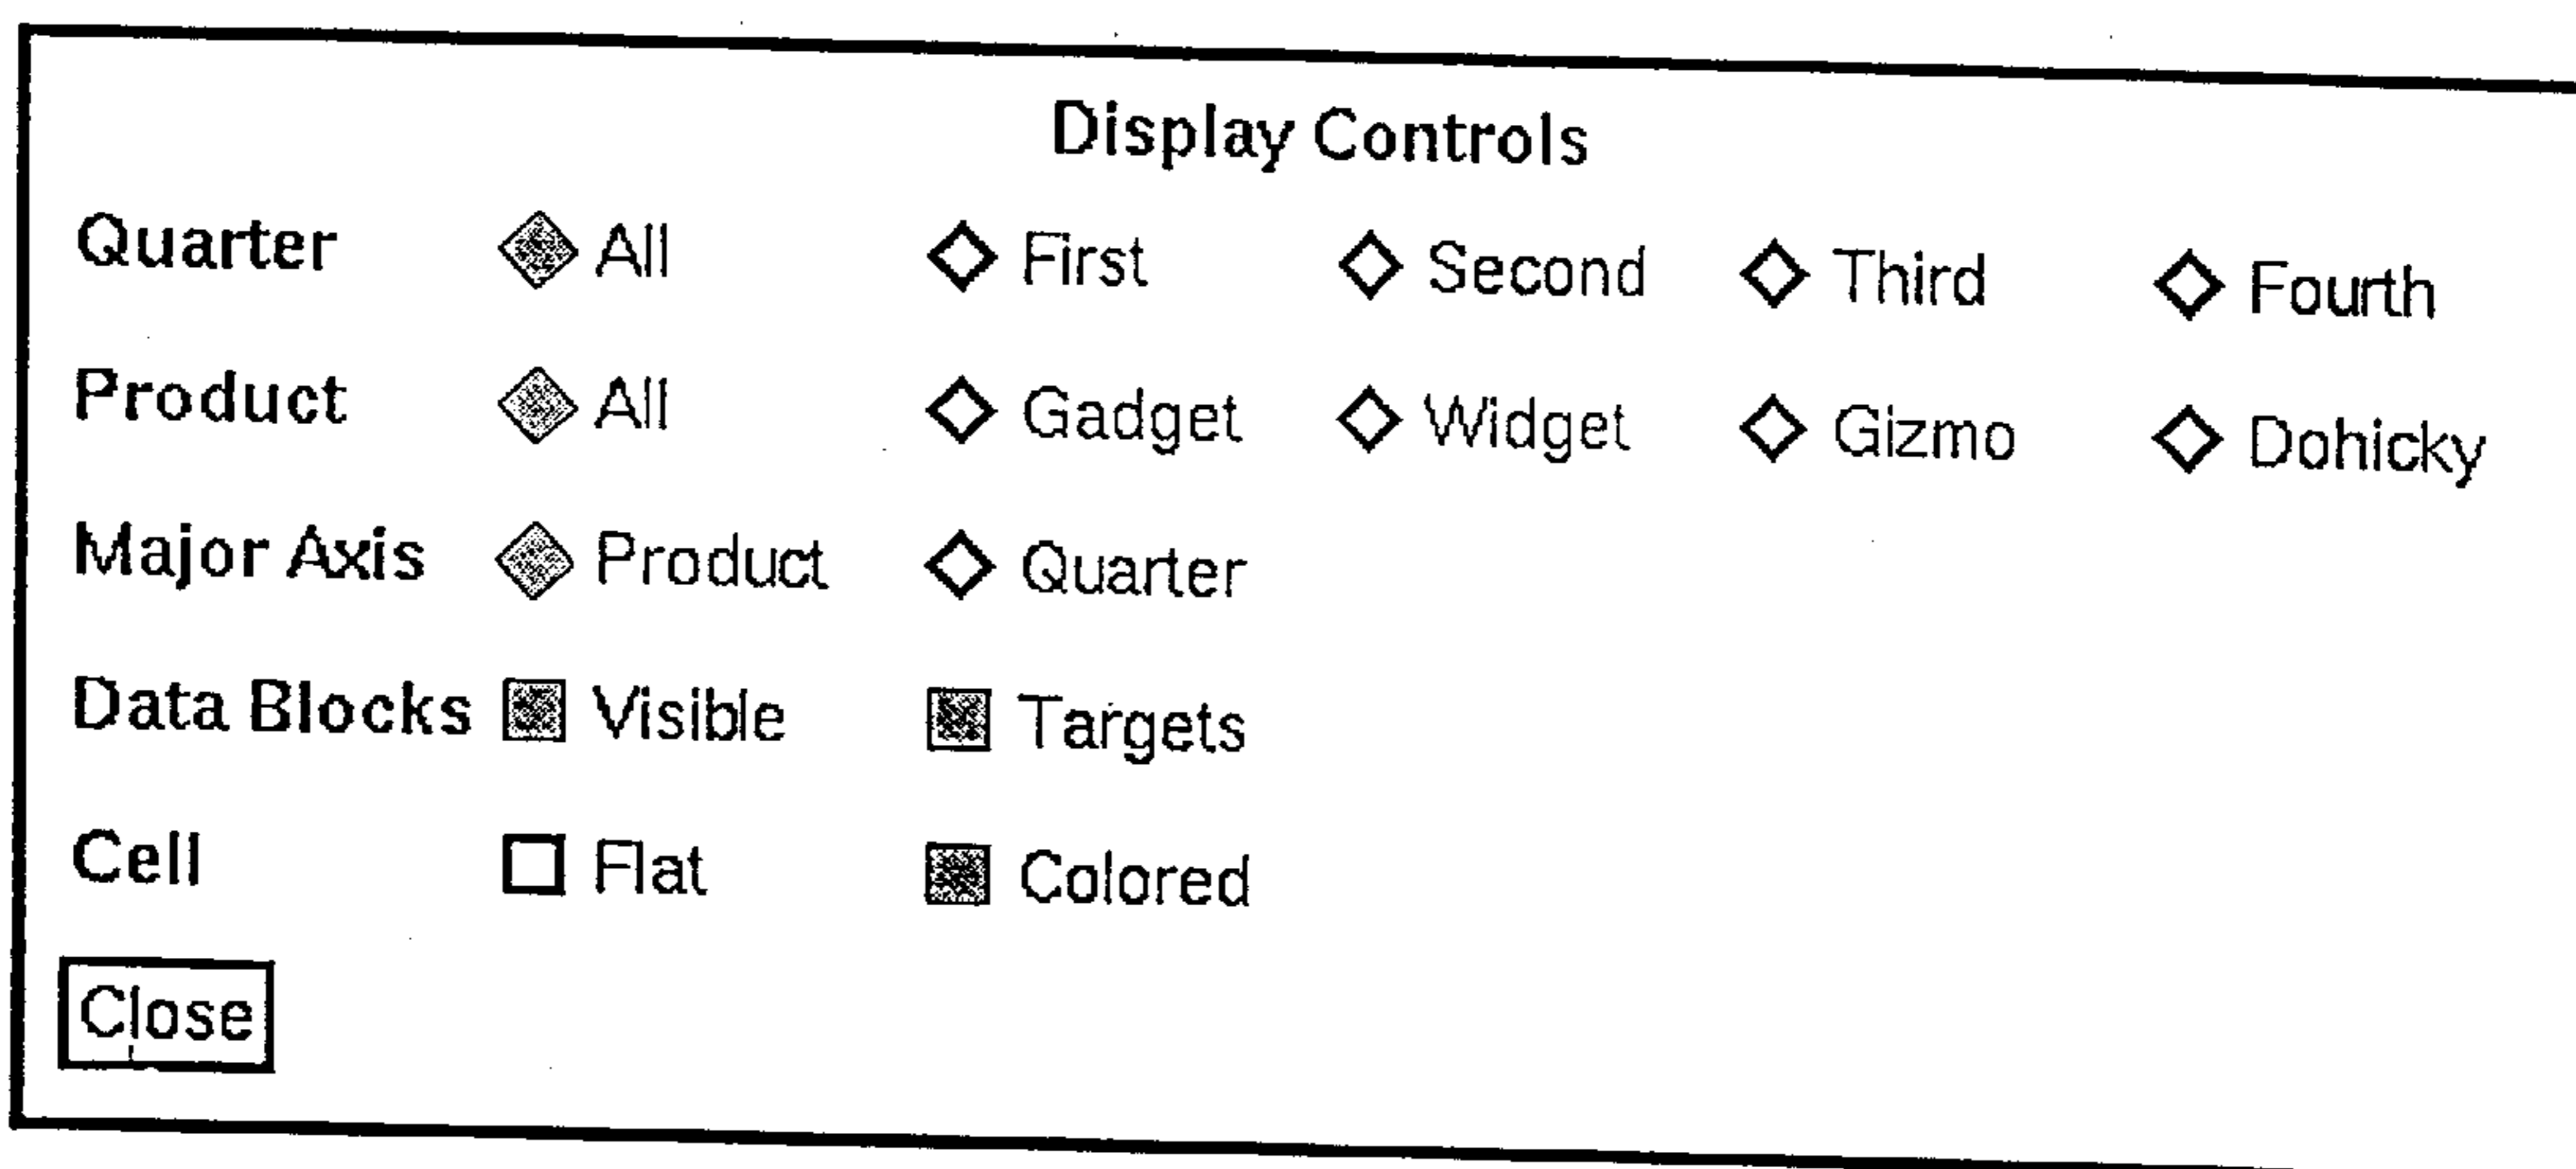 Display Controls
Quarter All First Second Third Fourth
Product All Gadget Widget Gizmo Dohicky
Major Axis Product Quarter
Data Blocks Visible Targets
Cell Flat Colored
Close